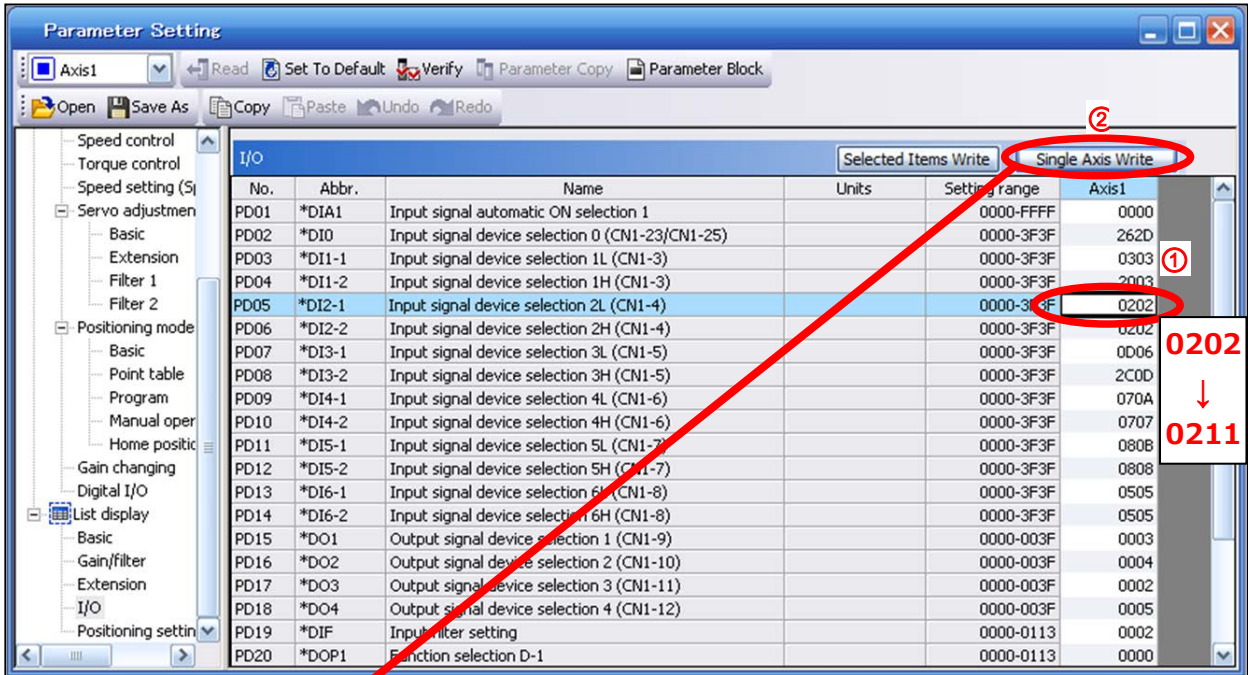 Parameter Setting
Axis1 Read Set To Default Verify Parameter Copy Parameter Block
Open Save As Copy Paste Undo Redo
②
Speed control
Torque control
Speed setting (Sp
Servo adjustmen
Basic
Extension
Filter 1
Filter 2
Positioning mode
Basic
Point table
Program
Manual oper
Home positic
Gain changing
Digital I/O
List display
Basic
Gain/filter
Extension
I/O
Positioning settin
I/O Selected Items Write Single Axis Write
No. Abbr. Name Units Setting range Axis1
PD01 *DIA1 Input signal automatic ON selection 1 0000-FFFF 0000
PD02 *DI0 Input signal device selection 0 (CN1-23/CN1-25) 0000-3F3F 262D
PD03 *DI1-1 Input signal device selection 1L (CN1-3) 0000-3F3F 0303
①
PD04 *DI1-2 Input signal device selection 1H (CN1-3) 0000-3F3F 2003
PD05 *DI2-1 Input signal device selection 2L (CN1-4) 0000-3F3F 0202
PD06 *DI2-2 Input signal device selection 2H (CN1-4) 0000-3F3F 0202
PD07 *DI3-1 Input signal device selection 3L (CN1-5) 0000-3F3F 0D06
PD08 *DI3-2 Input signal device selection 3H (CN1-5) 0000-3F3F 2C0D
PD09 *DI4-1 Input signal device selection 4L (CN1-6) 0000-3F3F 070A
PD10 *DI4-2 Input signal device selection 4H (CN1-6) 0000-3F3F 0707
PD11 *DI5-1 Input signal device selection 5L (CN1-7) 0000-3F3F 080B
PD12 *DI5-2 Input signal device selection 5H (CN1-7) 0000-3F3F 0808
PD13 *DI6-1 Input signal device selection 6L (CN1-8) 0000-3F3F 0505
PD14 *DI6-2 Input signal device selection 6H (CN1-8) 0000-3F3F 0505
PD15 *DO1 Output signal device selection 1 (CN1-9) 0000-003F 0003
PD16 *DO2 Output signal device selection 2 (CN1-10) 0000-003F 0004
PD17 *DO3 Output signal device selection 3 (CN1-11) 0000-003F 0002
PD18 *DO4 Output signal device selection 4 (CN1-12) 0000-003F 0005
PD19 *DIF Input filter setting 0000-0113 0002
PD20 *DOP1 Function selection D-1 0000-0113 0000
0202
↓
0211